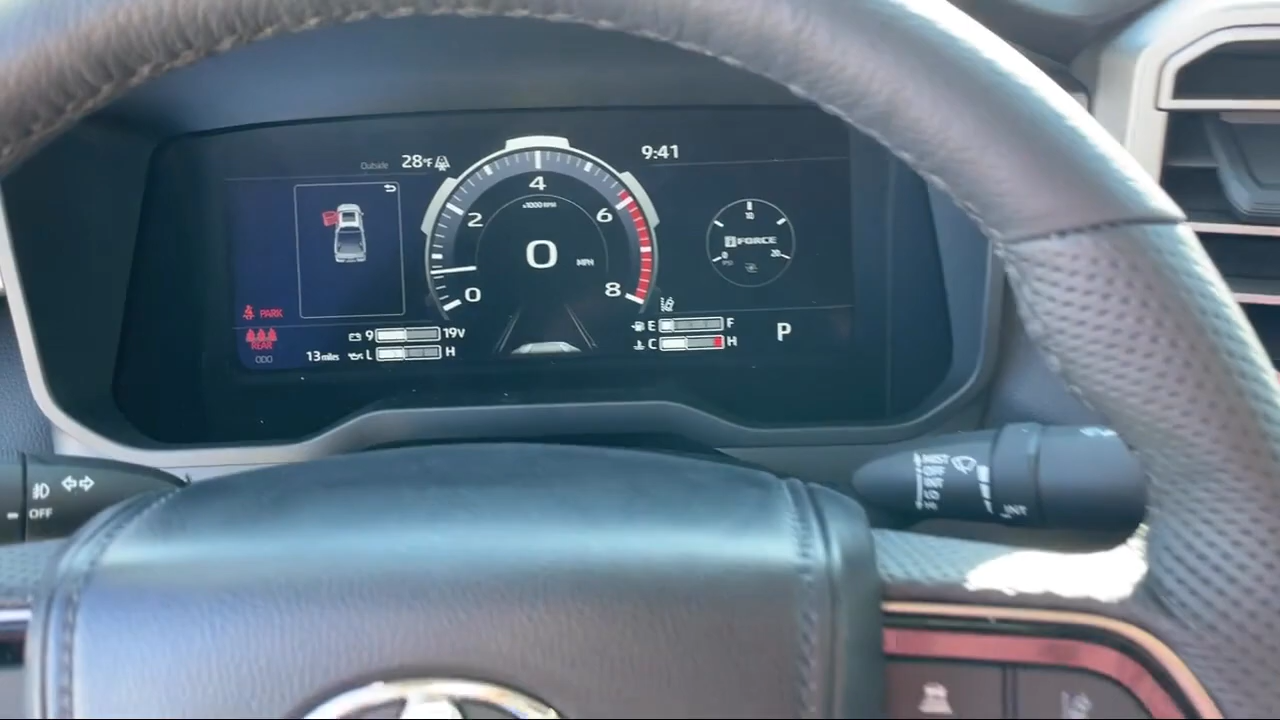 Outside 28°F
9:41
4
x1000 RPM
2
6
0
MPH
0
8
10
0
20
PSI
i FORCE
PARK
REAR
9 19V
13 miles L H
E F
C H
P
OFF
MIST
OFF
INT
LO
HI
INT